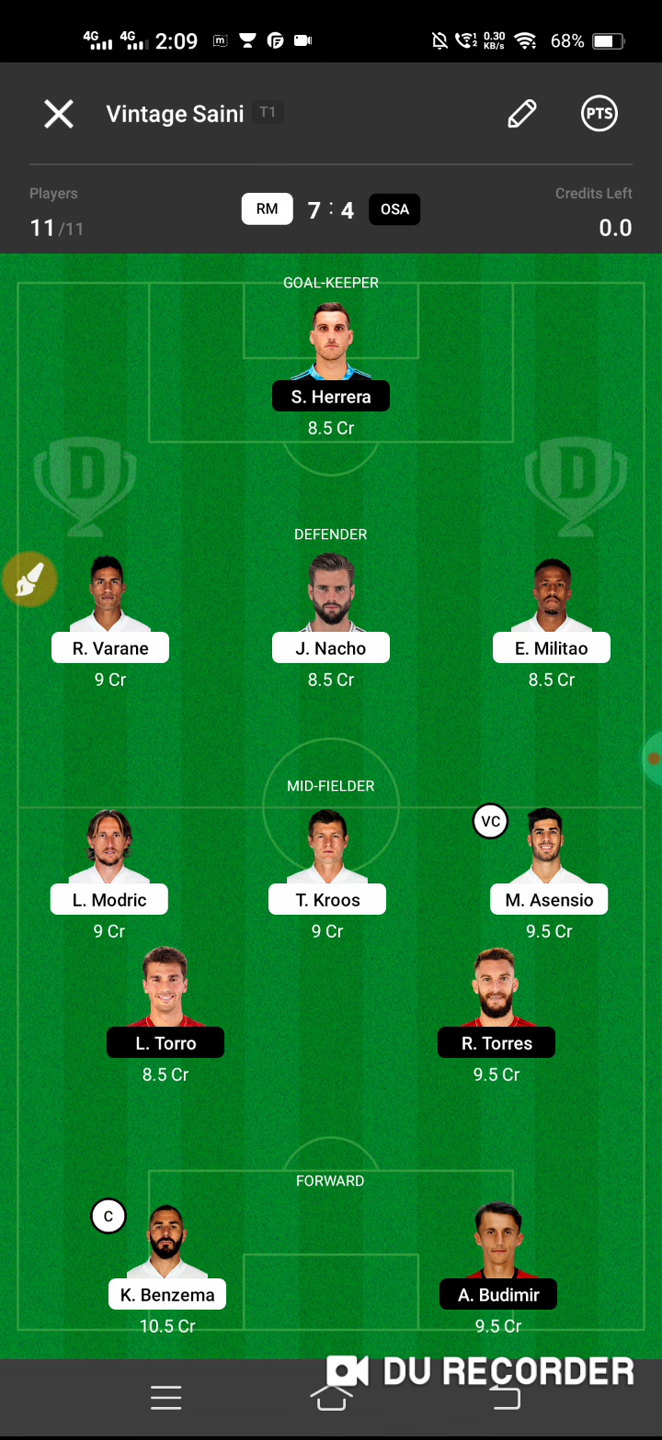 4G 4G 2:09 m 0.30 KB/s 68%
Vintage Saini T1 PTS
Players Credits Left
11/11 RM 7 : 4 OSA 0.0
GOAL-KEEPER
S. Herrera
8.5 Cr
D D
DEFENDER
R. Varane J. Nacho E. Militao
9 Cr 8.5 Cr 8.5 Cr
MID-FIELDER
VC
L. Modric T. Kroos M. Asensio
9 Cr 9 Cr 9.5 Cr
L. Torro R. Torres
8.5 Cr 9.5 Cr
FORWARD
C
K. Benzema A. Budimir
10.5 Cr 9.5 Cr
DU RECORDER